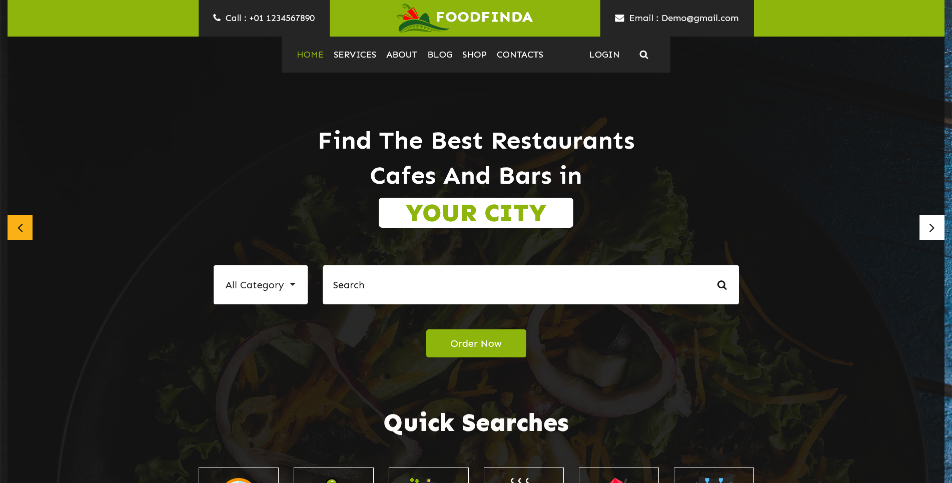 Call : +01 1234567890
FOODFINDA
Email : Demo@gmail.com
HOME SERVICES ABOUT BLOG SHOP CONTACTS LOGIN
Find The Best Restaurants
Cafes And Bars in
YOUR CITY
All Category
Search
Order Now
Quick Searches